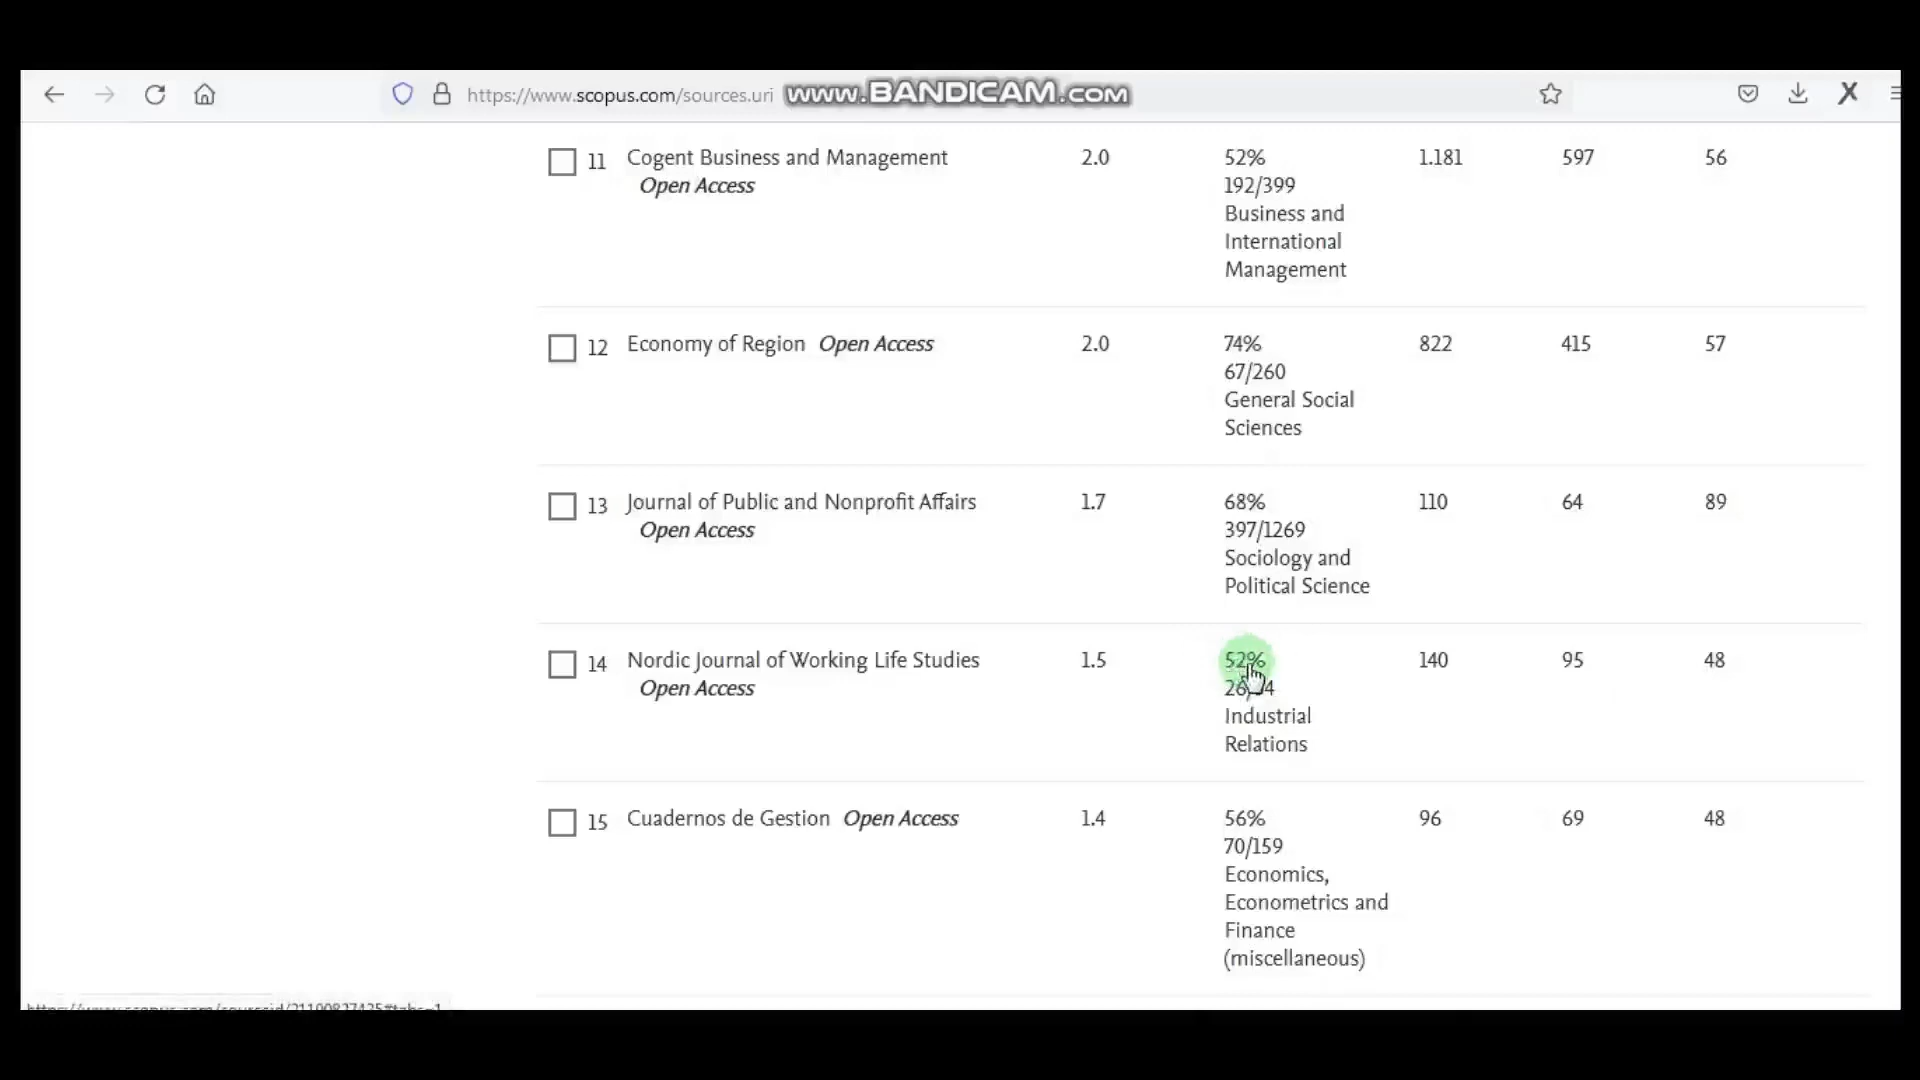 https://www.scopus.com/sources.uri
www.BANDICAM.com
11 Cogent Business and Management 2.0 52% 1.181 597 56
Open Access 192/399
Business and
International
Management
12 Economy of Region Open Access 2.0 74% 822 415 57
67/260
General Social
Sciences
13 Journal of Public and Nonprofit Affairs 1.7 68% 110 64 89
Open Access 397/1269
Sociology and
Political Science
14 Nordic Journal of Working Life Studies 1.5 52% 140 95 48
Open Access
Industrial
Relations
15 Cuadernos de Gestion Open Access 1.4 56% 96 69 48
70/159
Economics,
Econometrics and
Finance
(miscellaneous)